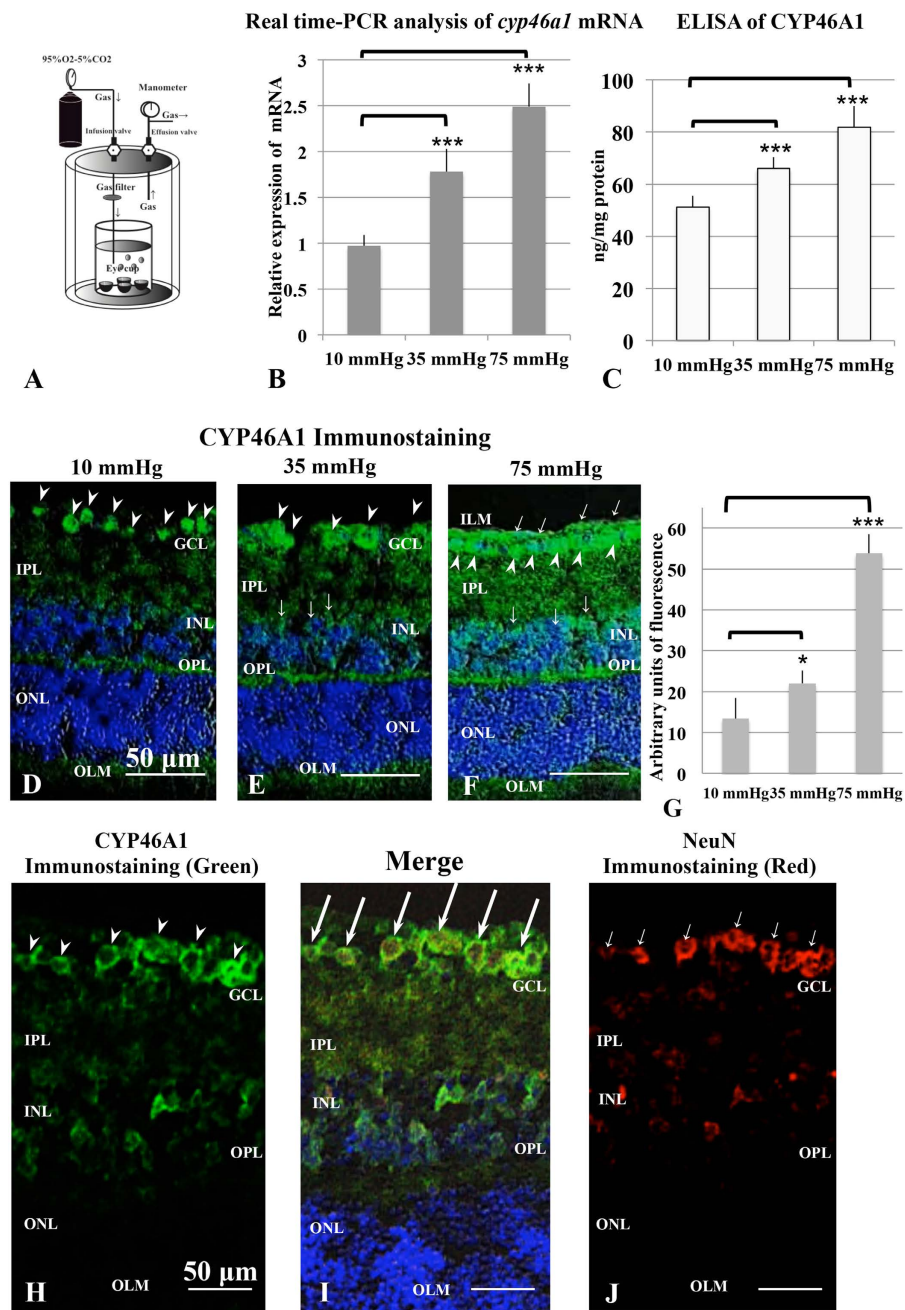 95%O2-5%CO2
Manometer
Gas ↓
Gas→
Infusion valve
Effusion valve
Gas filter
↓
↑
Gas
↓
Eye cup
A
Real time-PCR analysis of cyp46a1 mRNA
Relative expression of mRNA
3
2.5
2
1.5
1
0.5
0
***
***
10 mmHg 35 mmHg 75 mmHg
B
ELISA of CYP46A1
ng/mg protein
100
80
60
40
20
0
***
***
10 mmHg 35 mmHg 75 mmHg
C
CYP46A1 Immunostaining
10 mmHg
GCL
IPL
INL
OPL
ONL
OLM
50 µm
D
35 mmHg
GCL
IPL
INL
OPL
ONL
OLM
E
75 mmHg
ILM
GCL
IPL
INL
OPL
ONL
OLM
F
Arbitrary units of fluorescence
70
60
50
40
30
20
10
0
*
***
10 mmHg 35 mmHg 75 mmHg
G
CYP46A1
Immunostaining (Green)
GCL
IPL
INL
OPL
ONL
OLM
50 µm
H
Merge
GCL
IPL
INL
OPL
ONL
OLM
I
NeuN
Immunostaining (Red)
GCL
IPL
INL
OPL
ONL
OLM
J